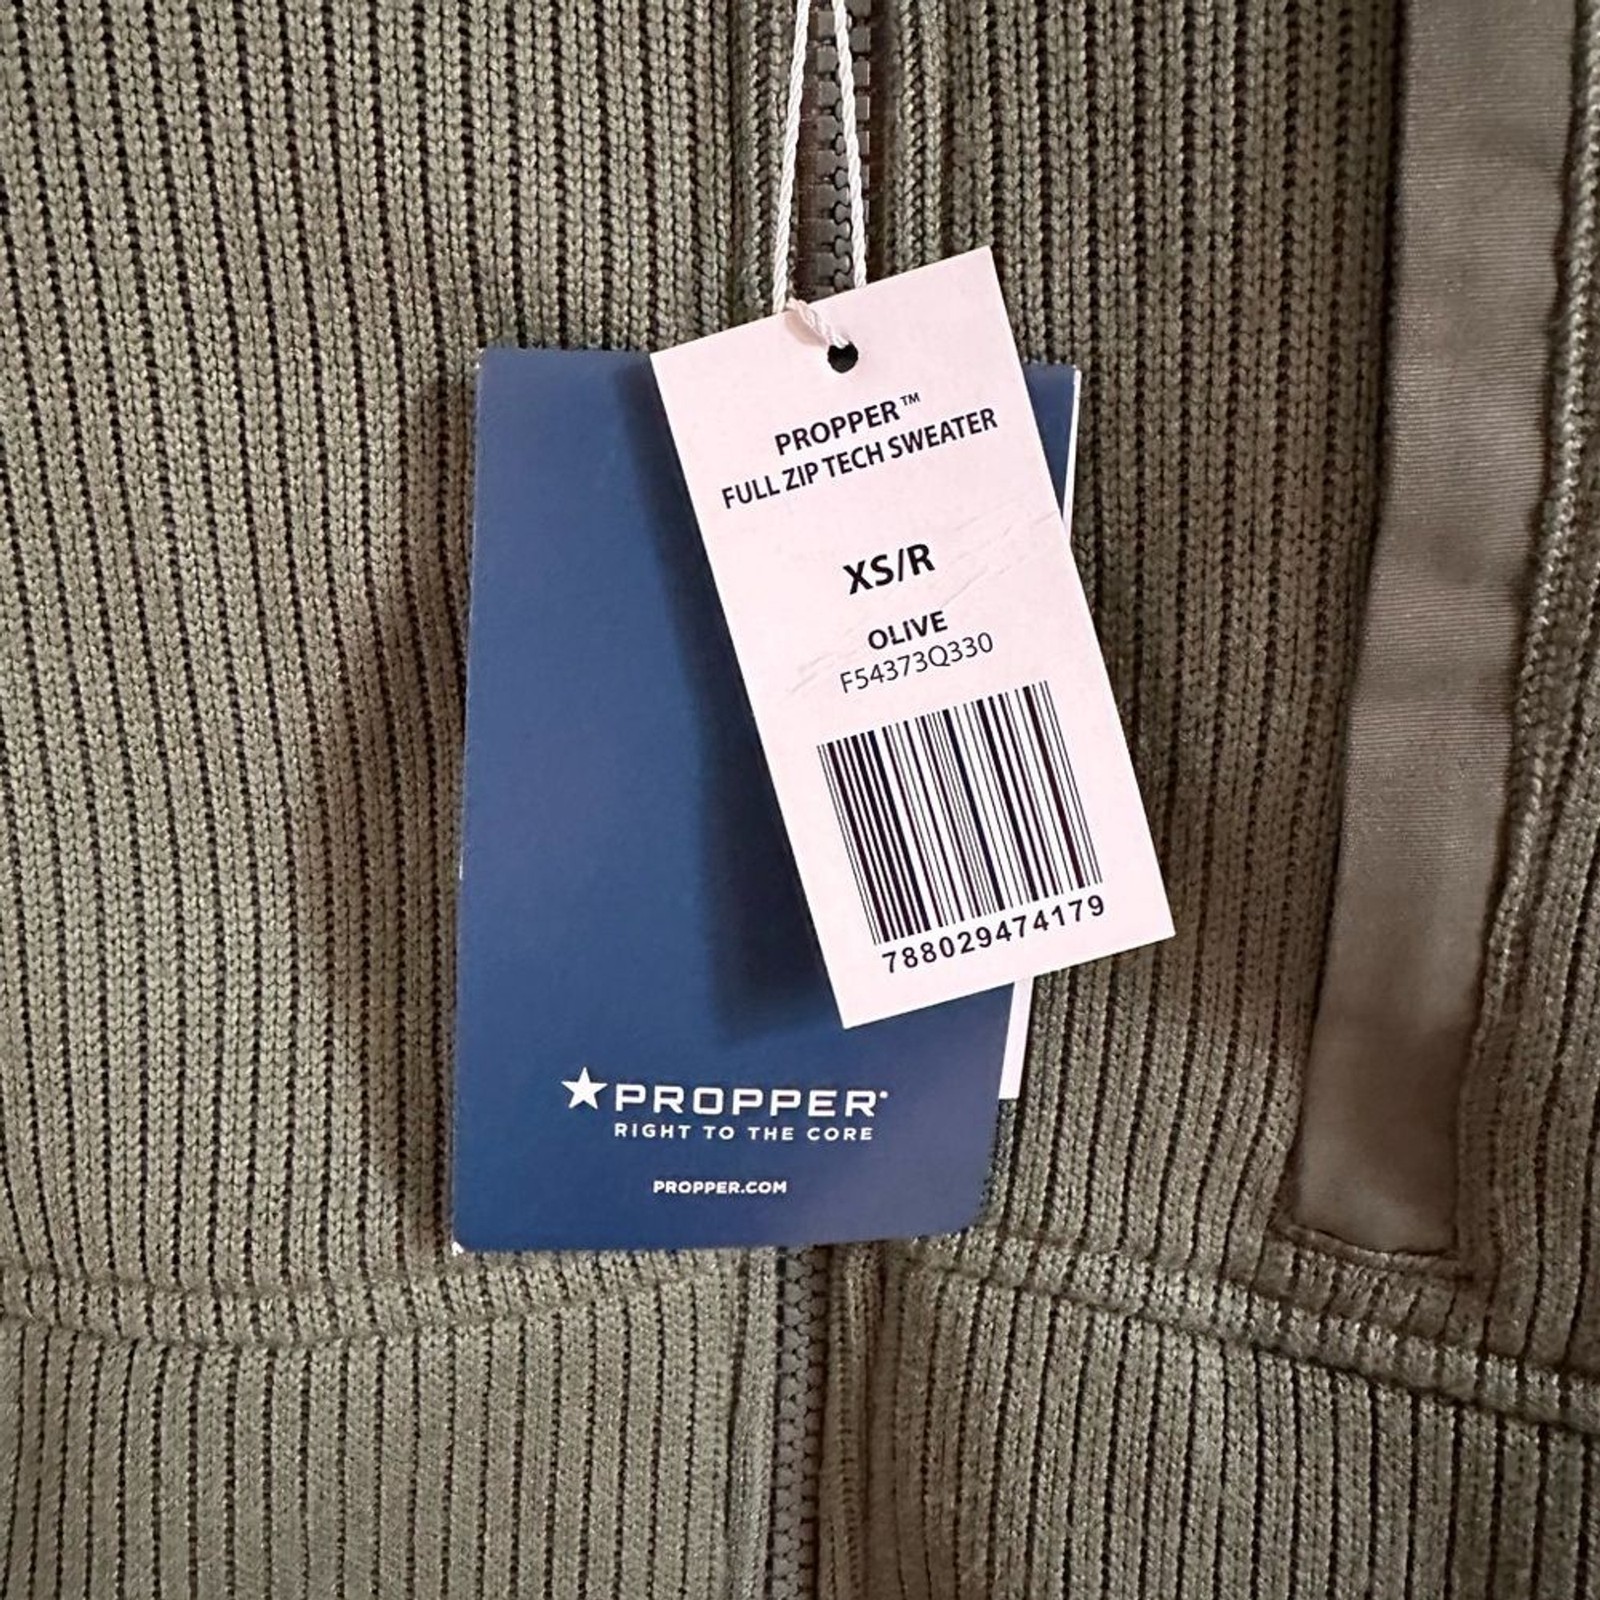 PROPPER™
FULL ZIP TECH SWEATER
XS/R
OLIVE
F54373Q330
788029474179
PROPPER
RIGHT TO THE CORE
PROPPER.COM